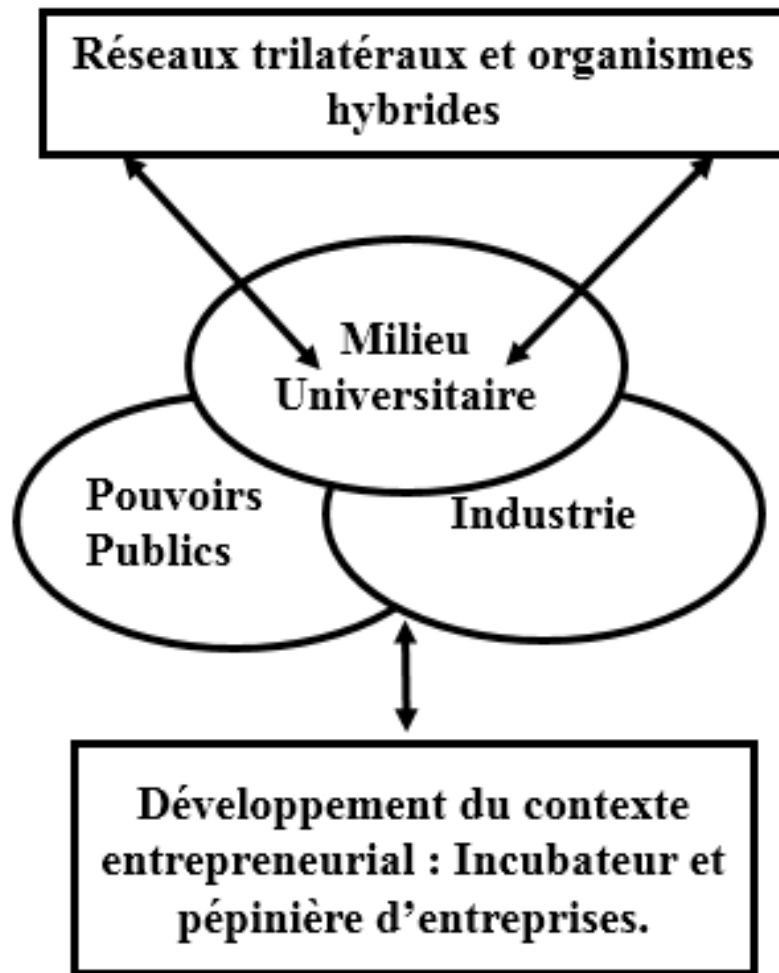 Réseaux trilatéraux et organismes
hybrides
Milieu
Universitaire
Pouvoirs
Publics
Industrie
Développement du contexte
entrepreneurial : Incubateur et
pépinière d’entreprises.